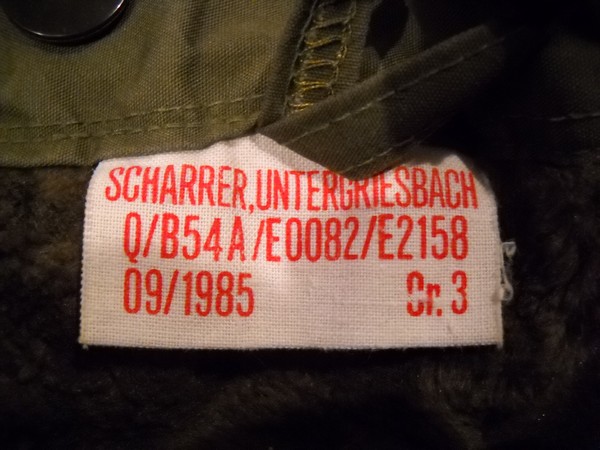 SCHARRER,UNTERGRIESBACH
Q/B54A/E0082/E2158
09/1985 Gr. 3